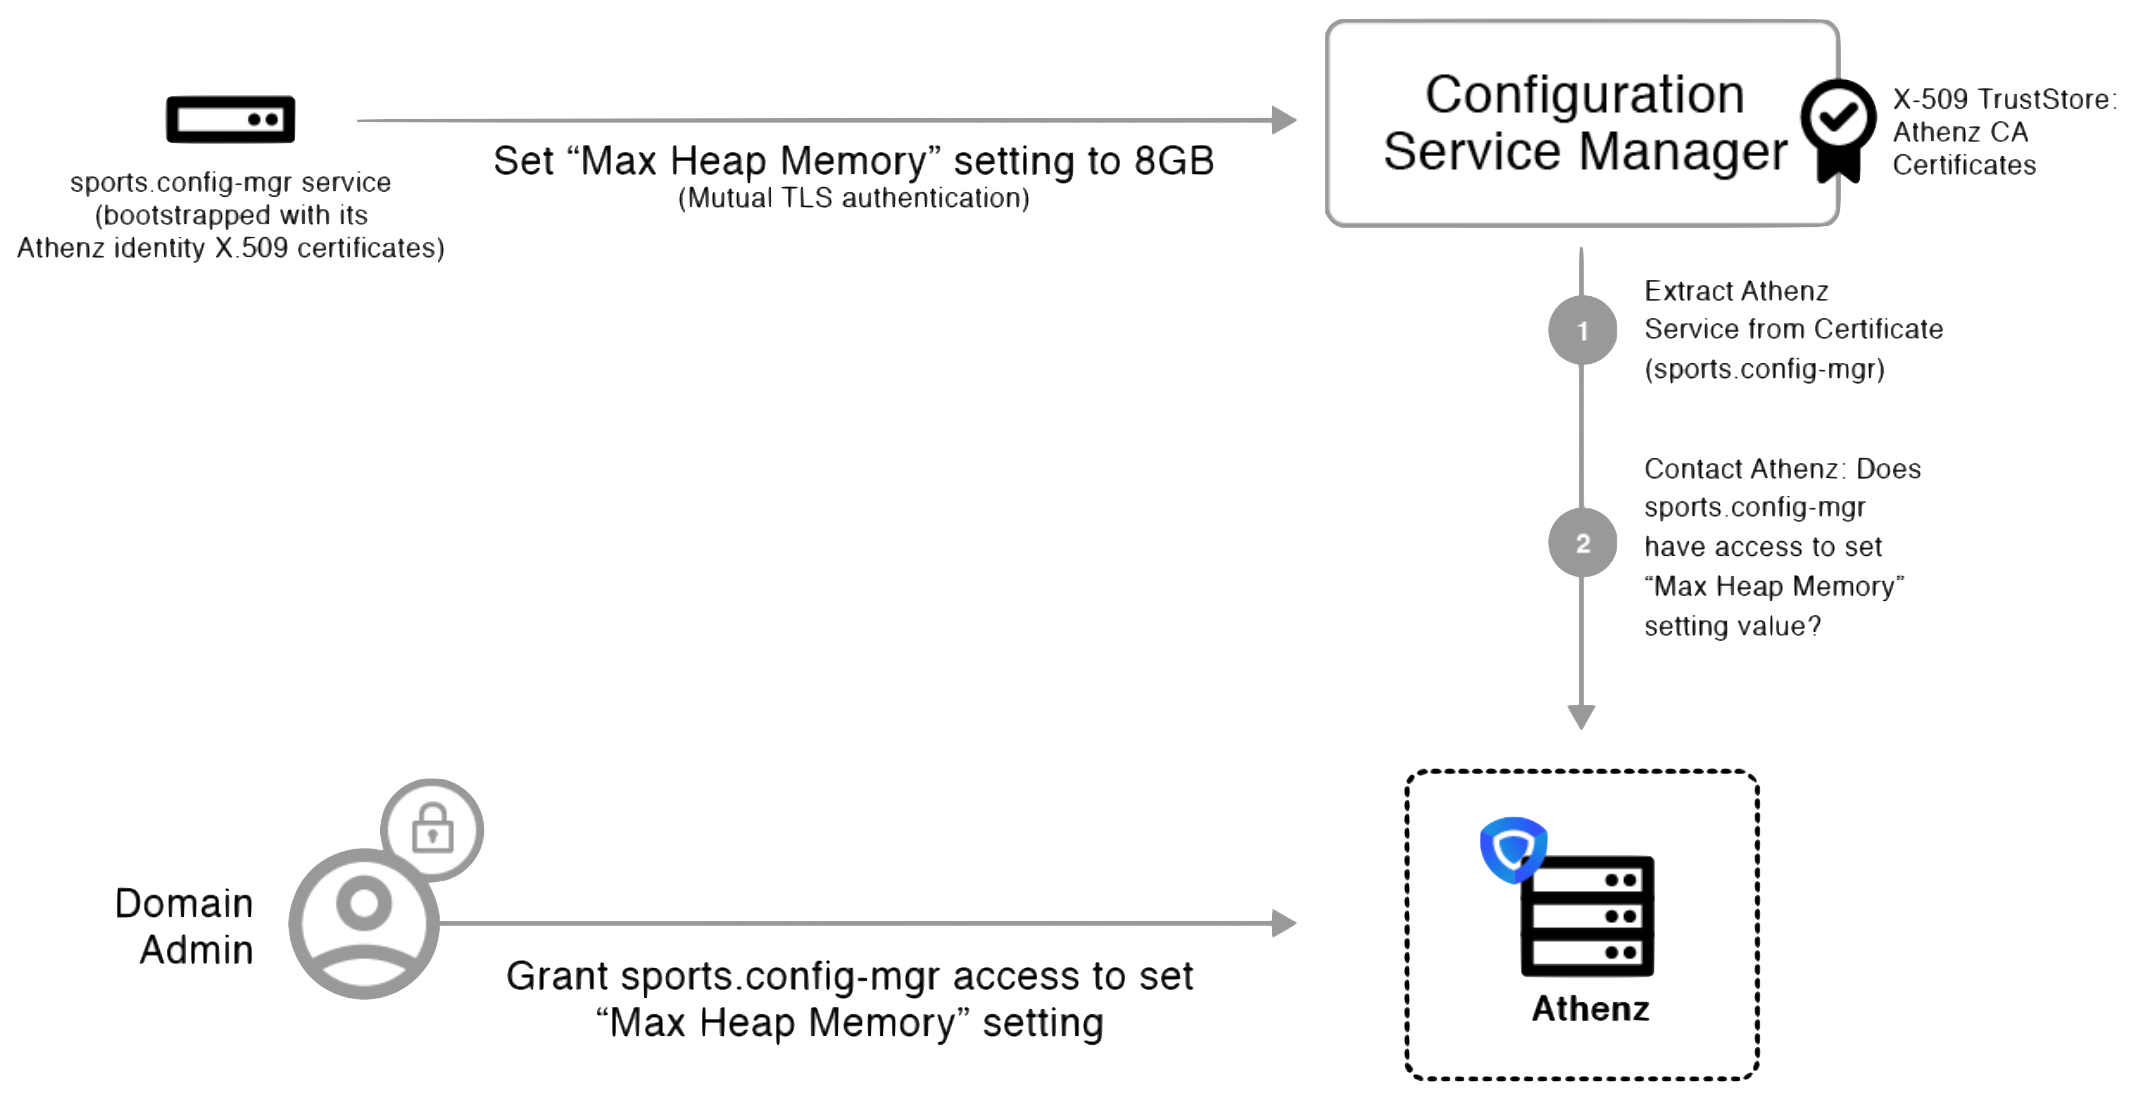 Configuration
Service Manager
X-509 TrustStore:
Athenz CA
Certificates
sports.config-mgr service
(bootstrapped with its
Athenz identity X.509 certificates)
Set “Max Heap Memory” setting to 8GB
(Mutual TLS authentication)
1
Extract Athenz
Service from Certificate
(sports.config-mgr)
2
Contact Athenz: Does
sports.config-mgr
have access to set
“Max Heap Memory”
setting value?
Domain
Admin
Grant sports.config-mgr access to set
“Max Heap Memory” setting
Athenz